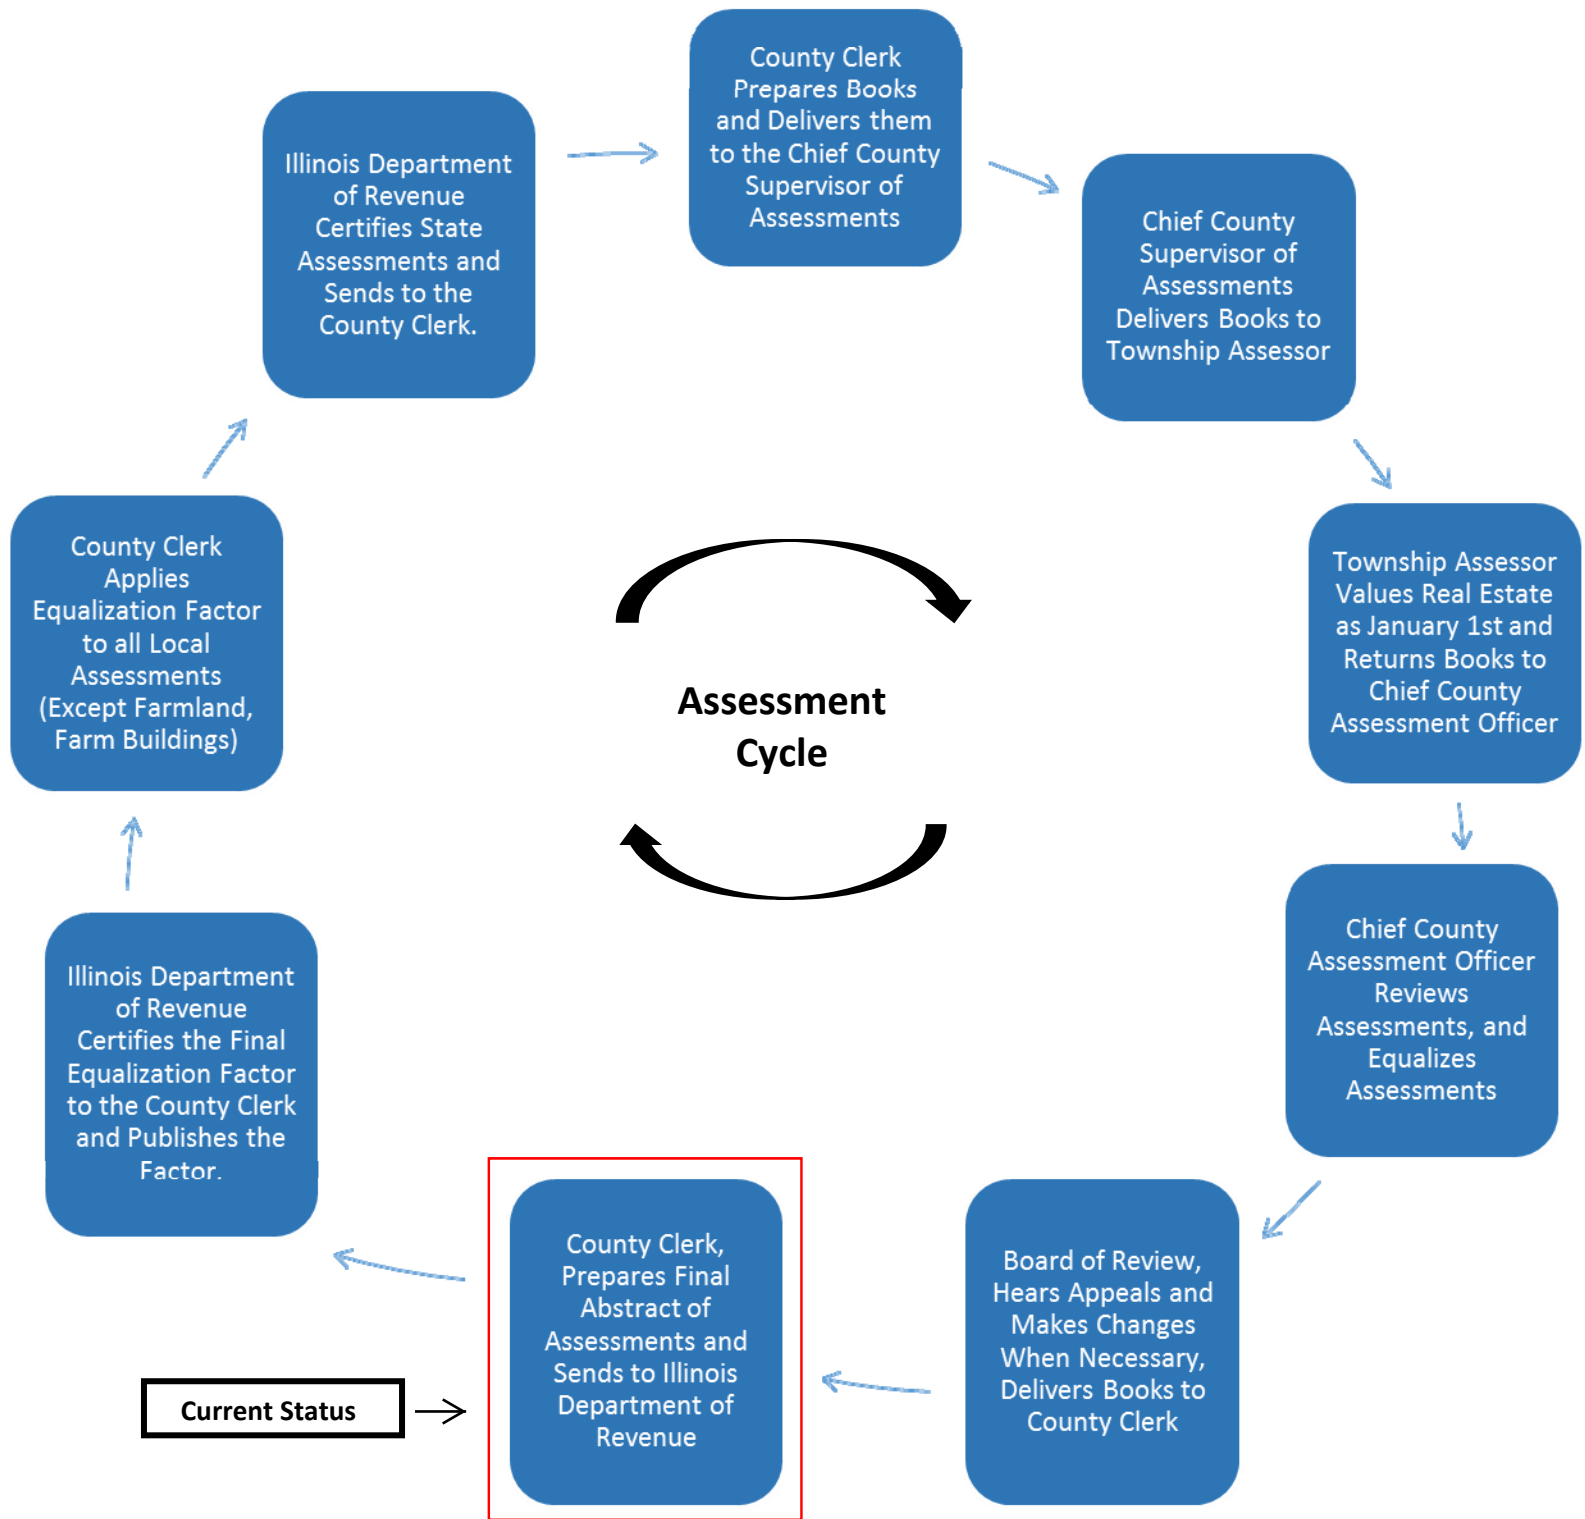 County Clerk
Prepares Books
and Delivers them
to the Chief County
Supervisor of
Assessments
Chief County
Supervisor of
Assessments
Delivers Books to
Township Assessor
Township Assessor
Values Real Estate
as January 1st and
Returns Books to
Chief County
Assessment Officer
Chief County
Assessment Officer
Reviews
Assessments, and
Equalizes
Assessments
Board of Review,
Hears Appeals and
Makes Changes
When Necessary,
Delivers Books to
County Clerk
County Clerk,
Prepares Final
Abstract of
Assessments and
Sends to Illinois
Department of
Revenue
Current Status
Illinois Department
of Revenue
Certifies the Final
Equalization Factor
to the County Clerk
and Publishes the
Factor.
County Clerk
Applies
Equalization Factor
to all Local
Assessments
(Except Farmland,
Farm Buildings)
Illinois Department
of Revenue
Certifies State
Assessments and
Sends to the
County Clerk.
Assessment
Cycle